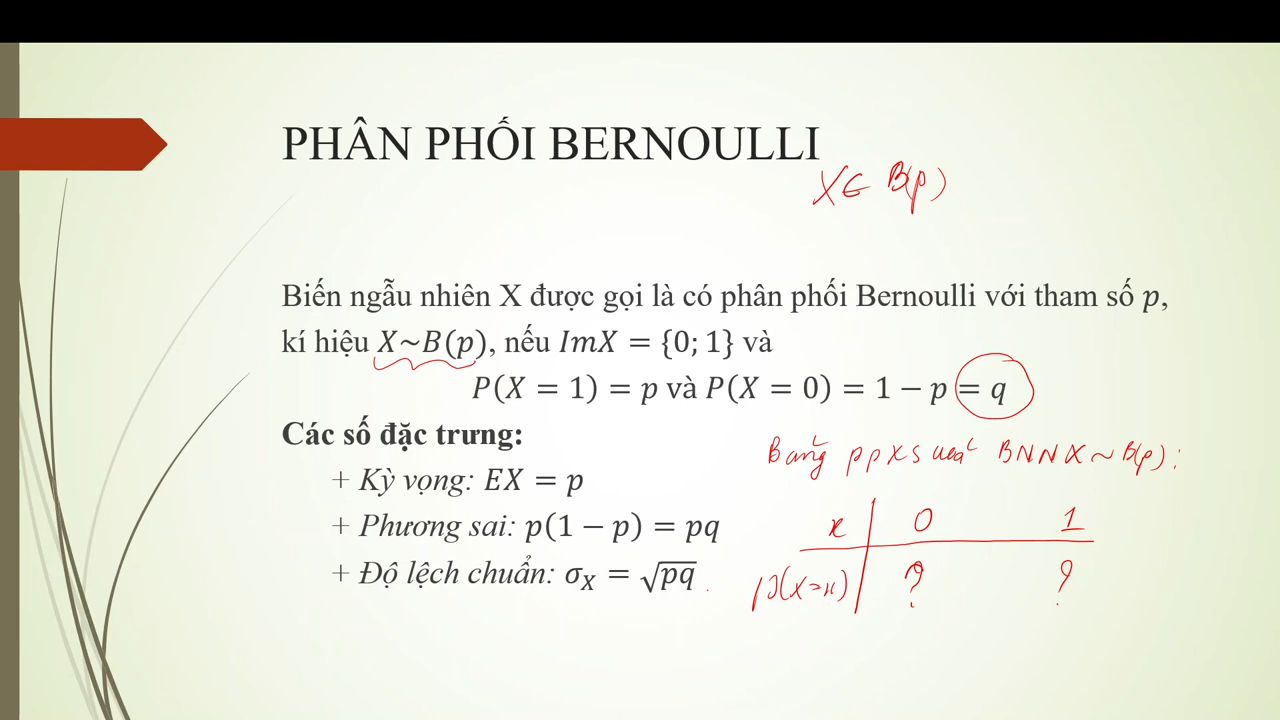 PHÂN PHỐI BERNOULLI
X ∈ B(p)
Biến ngẫu nhiên X được gọi là có phân phối Bernoulli với tham số p,
kí hiệu X~B(p), nếu ImX = {0; 1} và
P(X = 1) = p và P(X = 0) = 1 − p = q
Các số đặc trưng:
Bảng ppxs của BNN X ~ B(p):
+ Kỳ vọng: EX = p
+ Phương sai: p(1 − p) = pq
x 0 1
+ Độ lệch chuẩn: σ_X = √pq
P(X=x) ? ?